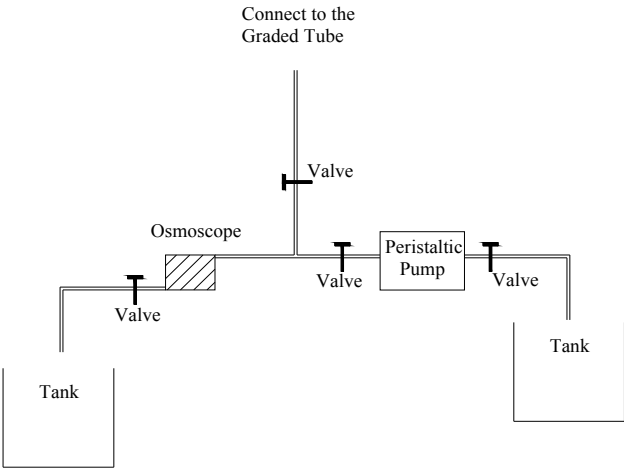 Connect to the
Graded Tube
Valve
Osmoscope
Peristaltic
Pump
Valve
Valve
Valve
Tank
Tank